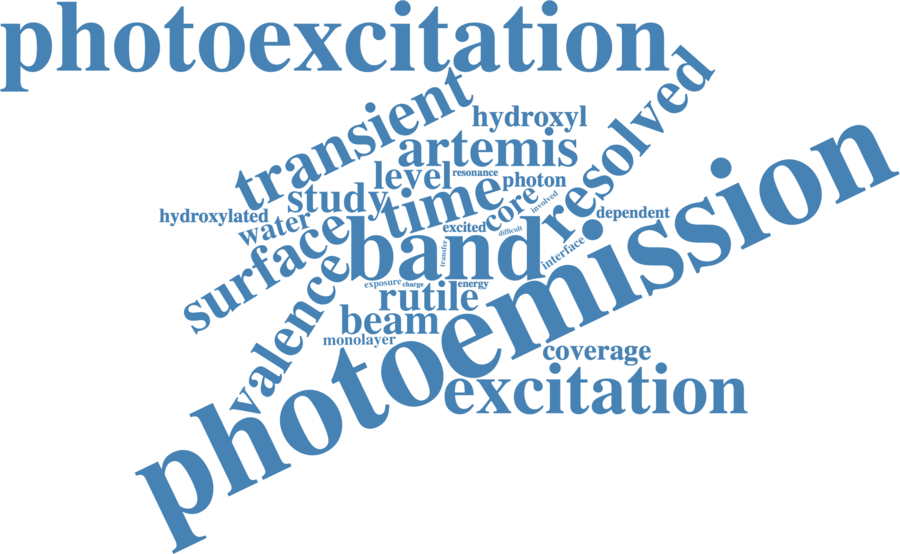 photoexcitation
transient
resolved
hydroxyl
artemis
level
resonance
photon
study
time
core
involved
hydroxylated
water
surface
excited
difficult
dependent
band
transfer
interface
photoemission
valence
exposure
charge
energy
rutile
beam
monolayer
coverage
excitation